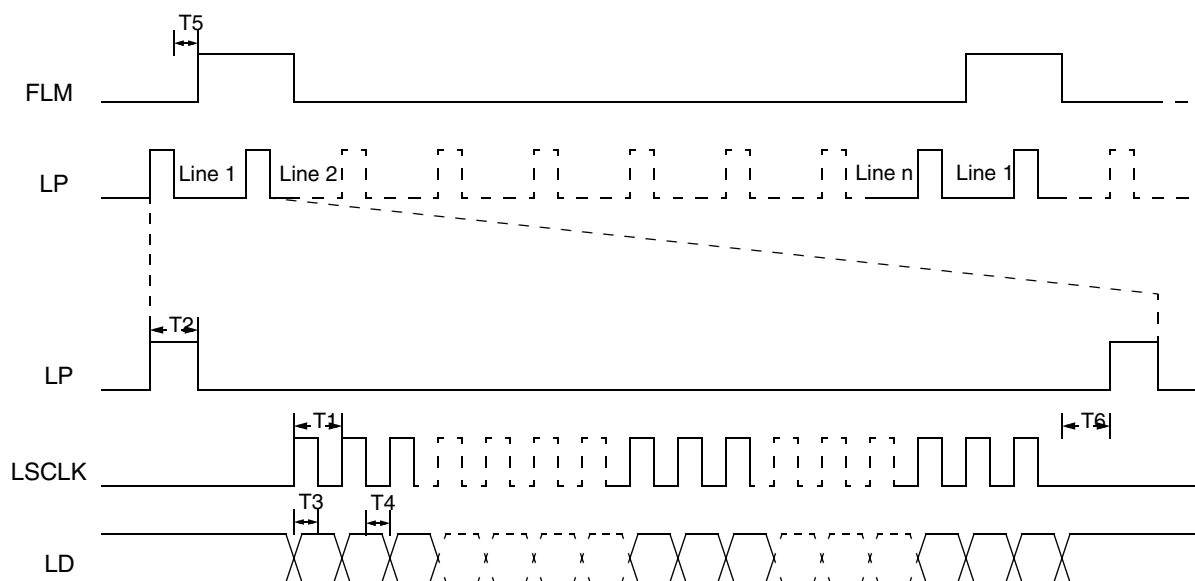 T5
FLM
Line 1
Line 2
Line n
Line 1
LP
T2
LP
T1
T6
LSCLK
T3
T4
LD